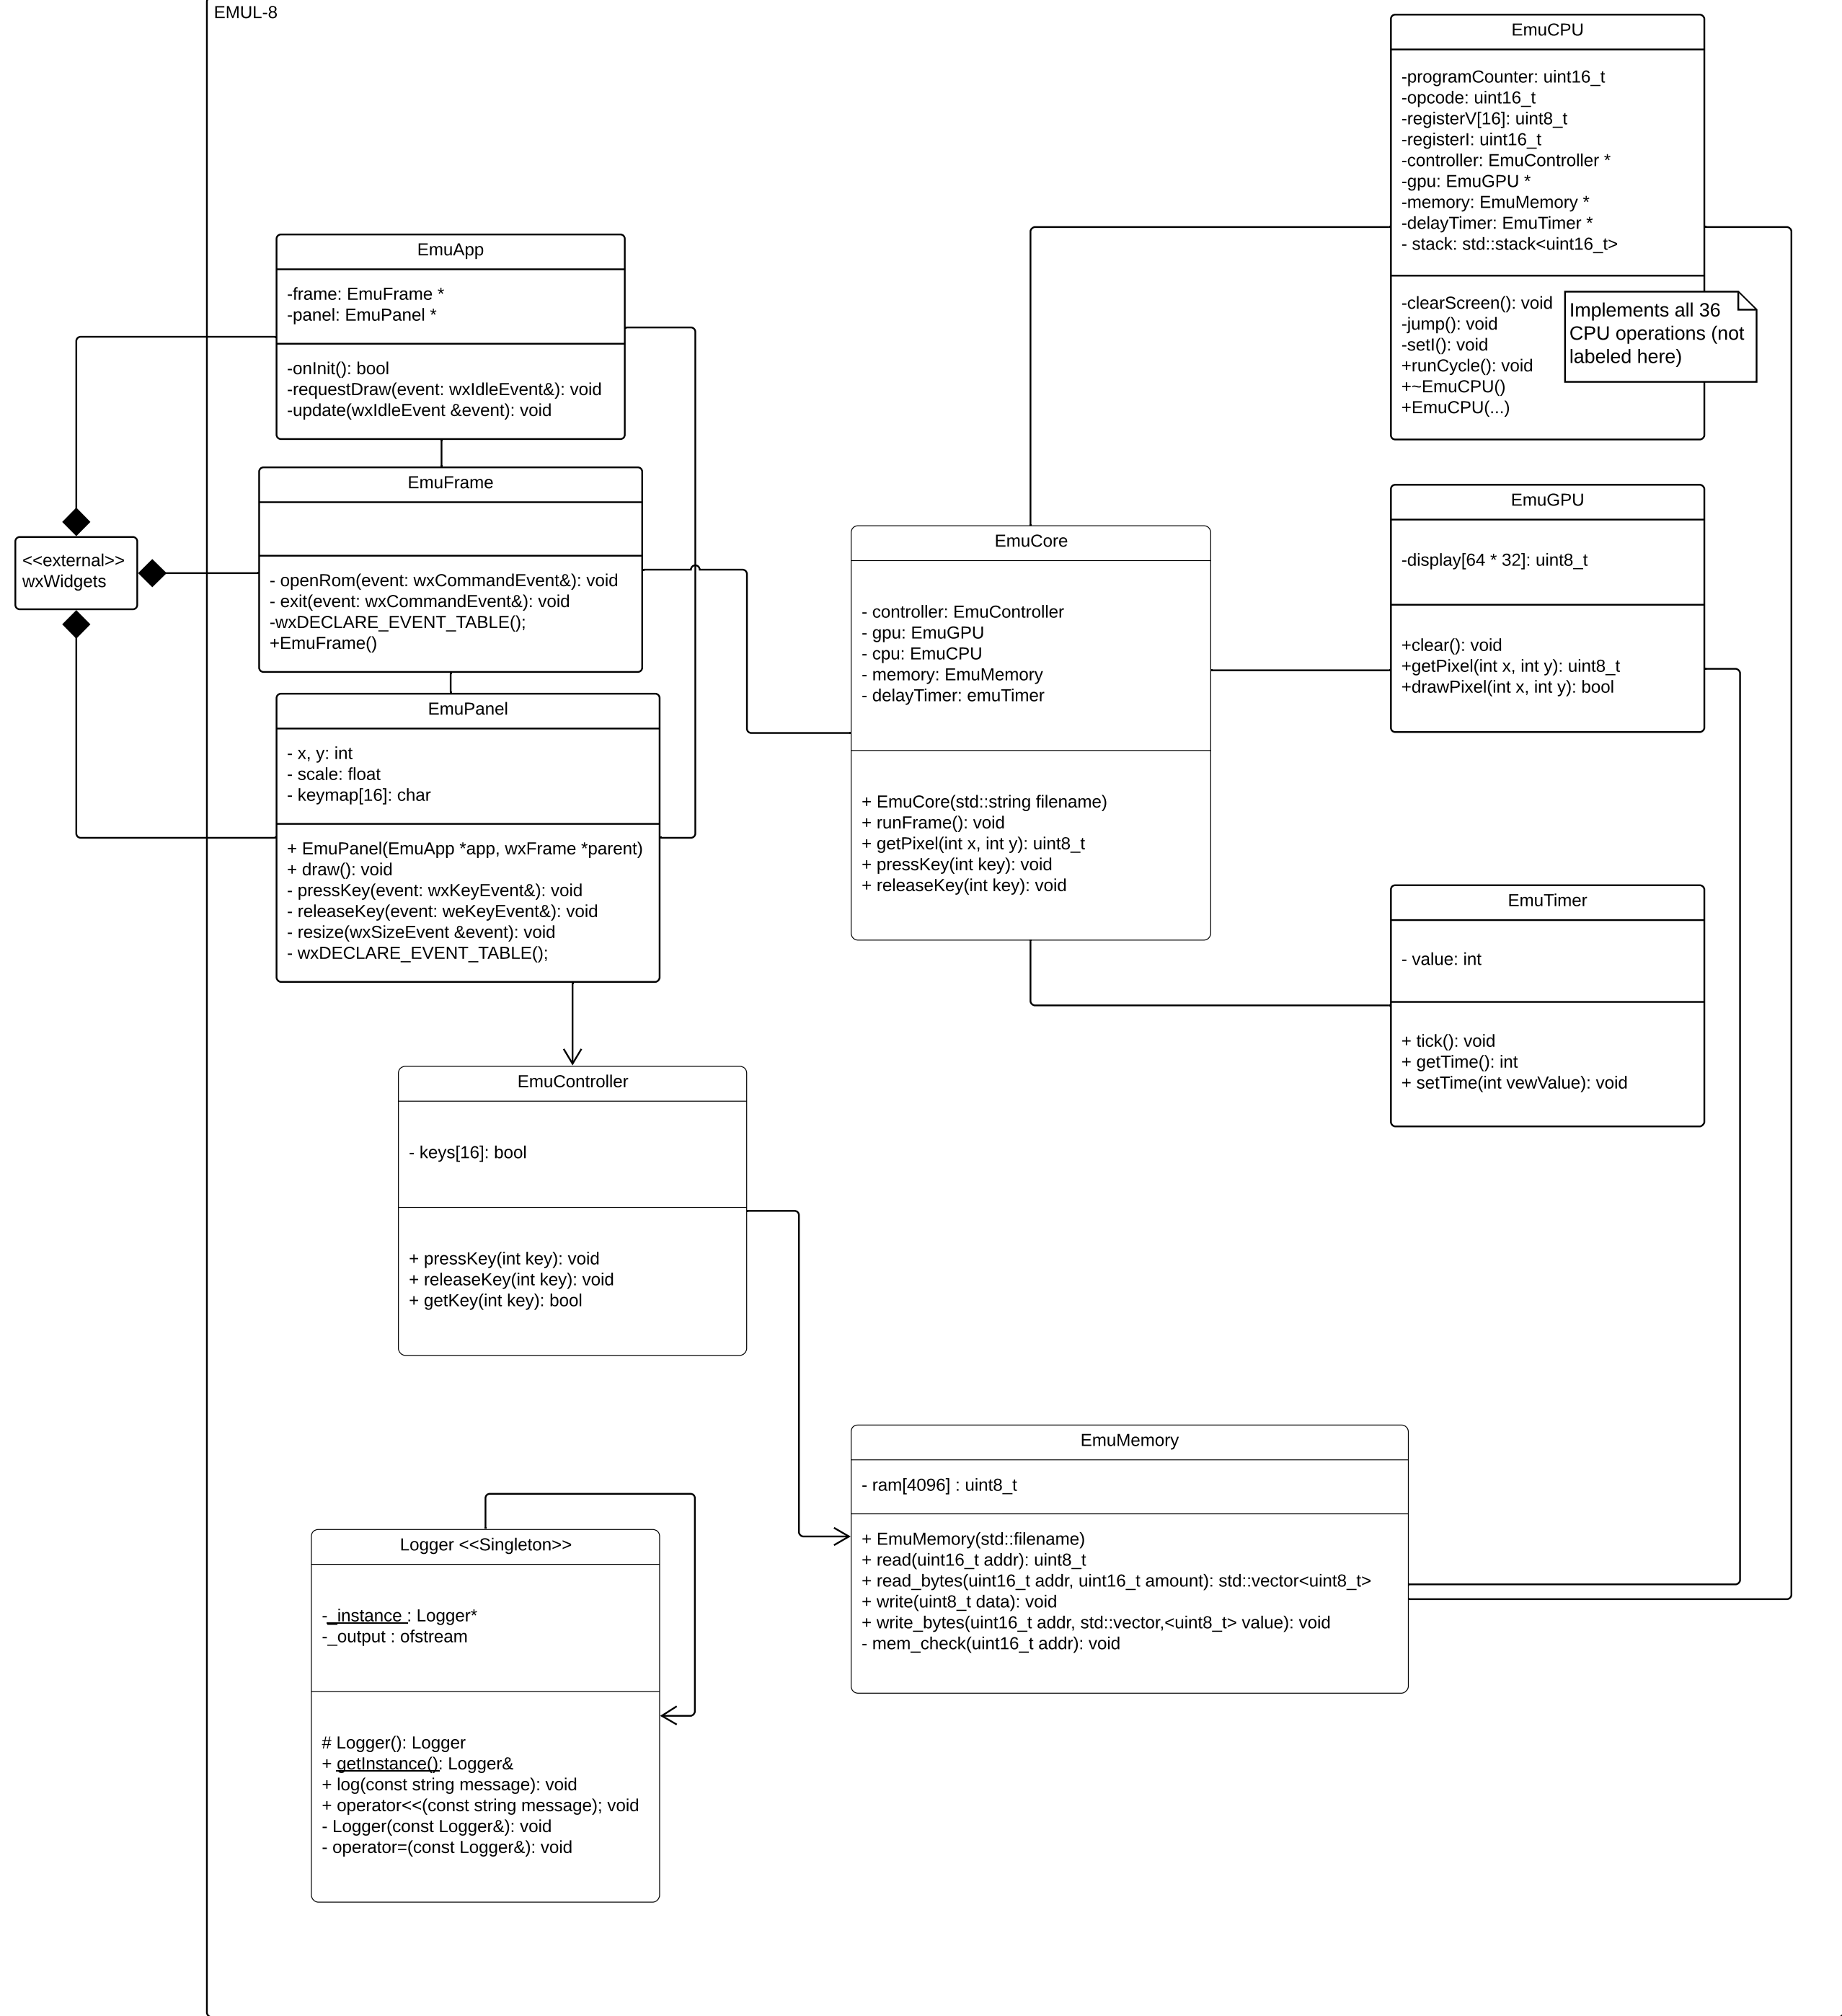 EMUL-8
EmuCPU
-programCounter: uint16_t
-opcode: uint16_t
-registerV[16]: uint8_t
-registerI: uint16_t
-controller: EmuController *
-gpu: EmuGPU *
-memory: EmuMemory *
-delayTimer: EmuTimer *
- stack: std::stack<uint16_t>
-clearScreen(): void
-jump(): void
-setI(): void
+runCycle(): void
+~EmuCPU()
+EmuCPU(...)
Implements all 36
CPU operations (not
labeled here)
EmuApp
-frame: EmuFrame *
-panel: EmuPanel *
-onInit(): bool
-requestDraw(event: wxIdleEvent&): void
-update(wxIdleEvent &event): void
EmuFrame
- openRom(event: wxCommandEvent&): void
- exit(event: wxCommandEvent&): void
-wxDECLARE_EVENT_TABLE();
+EmuFrame()
<<external>>
wxWidgets
EmuPanel
- x, y: int
- scale: float
- keymap[16]: char
+ EmuPanel(EmuApp *app, wxFrame *parent)
+ draw(): void
- pressKey(event: wxKeyEvent&): void
- releaseKey(event: weKeyEvent&): void
- resize(wxSizeEvent &event): void
- wxDECLARE_EVENT_TABLE();
EmuCore
- controller: EmuController
- gpu: EmuGPU
- cpu: EmuCPU
- memory: EmuMemory
- delayTimer: emuTimer
+ EmuCore(std::string filename)
+ runFrame(): void
+ getPixel(int x, int y): uint8_t
+ pressKey(int key): void
+ releaseKey(int key): void
EmuGPU
-display[64 * 32]: uint8_t
+clear(): void
+getPixel(int x, int y): uint8_t
+drawPixel(int x, int y): bool
EmuTimer
- value: int
+ tick(): void
+ getTime(): int
+ setTime(int vewValue): void
EmuController
- keys[16]: bool
+ pressKey(int key): void
+ releaseKey(int key): void
+ getKey(int key): bool
EmuMemory
- ram[4096] : uint8_t
+ EmuMemory(std::filename)
+ read(uint16_t addr): uint8_t
+ read_bytes(uint16_t addr, uint16_t amount): std::vector<uint8_t>
+ write(uint8_t data): void
+ write_bytes(uint16_t addr, std::vector,<uint8_t> value): void
- mem_check(uint16_t addr): void
Logger <<Singleton>>
-_instance : Logger*
-_output : ofstream
# Logger(): Logger
+ getInstance(): Logger&
+ log(const string message): void
+ operator<<(const string message); void
- Logger(const Logger&): void
- operator=(const Logger&): void